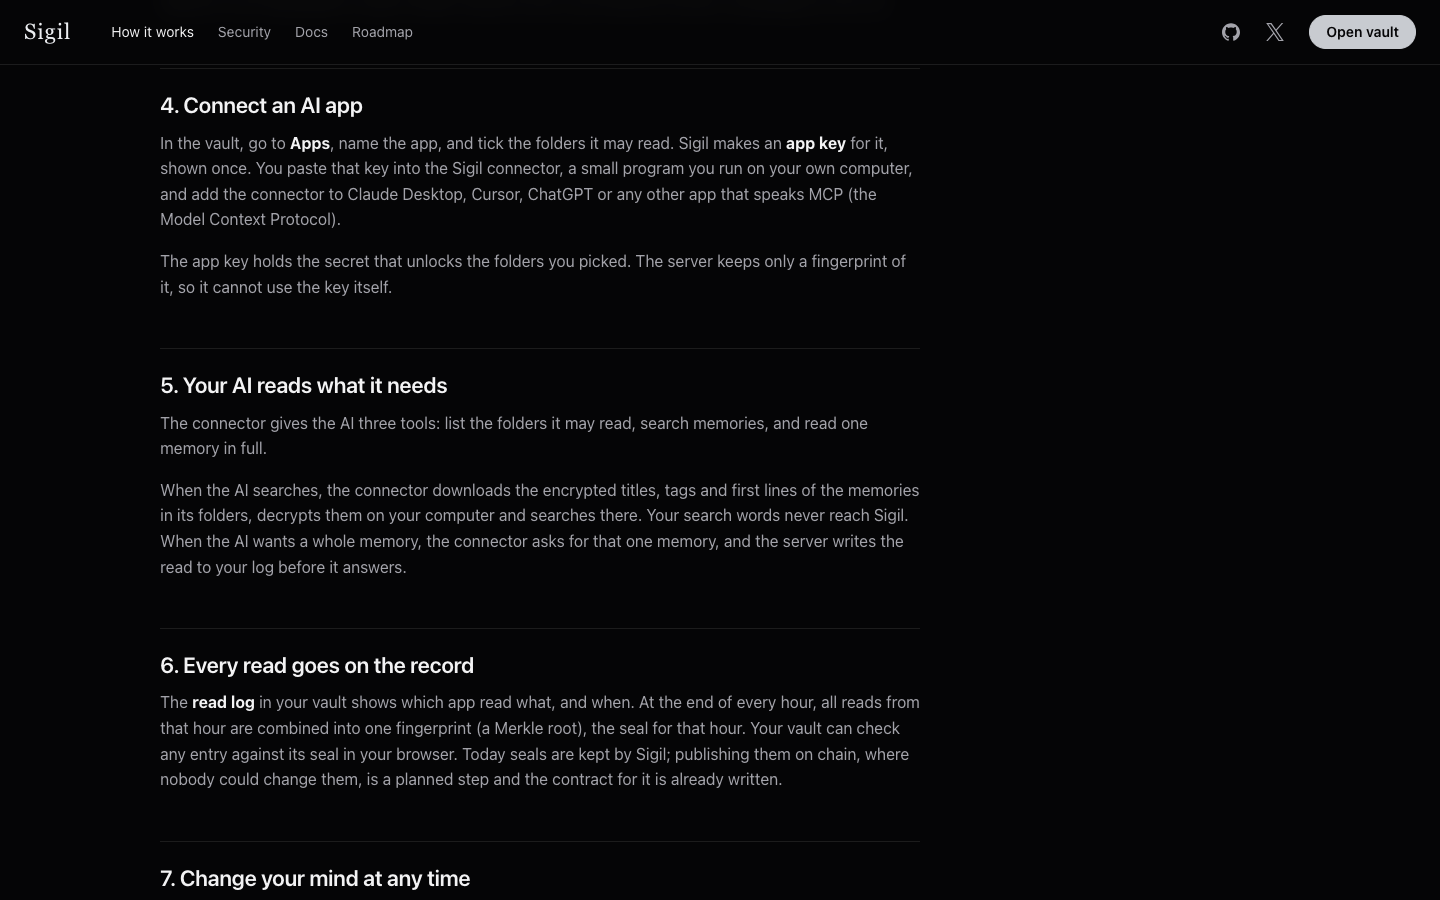 Sigil
How it works
Security
Docs
Roadmap
Open vault
4. Connect an AI app
In the vault, go to Apps, name the app, and tick the folders it may read. Sigil makes an app key for it,
shown once. You paste that key into the Sigil connector, a small program you run on your own computer,
and add the connector to Claude Desktop, Cursor, ChatGPT or any other app that speaks MCP (the
Model Context Protocol).
The app key holds the secret that unlocks the folders you picked. The server keeps only a fingerprint of
it, so it cannot use the key itself.
5. Your AI reads what it needs
The connector gives the AI three tools: list the folders it may read, search memories, and read one
memory in full.
When the AI searches, the connector downloads the encrypted titles, tags and first lines of the memories
in its folders, decrypts them on your computer and searches there. Your search words never reach Sigil.
When the AI wants a whole memory, the connector asks for that one memory, and the server writes the
read to your log before it answers.
6. Every read goes on the record
The read log in your vault shows which app read what, and when. At the end of every hour, all reads from
that hour are combined into one fingerprint (a Merkle root), the seal for that hour. Your vault can check
any entry against its seal in your browser. Today seals are kept by Sigil; publishing them on chain, where
nobody could change them, is a planned step and the contract for it is already written.
7. Change your mind at any time